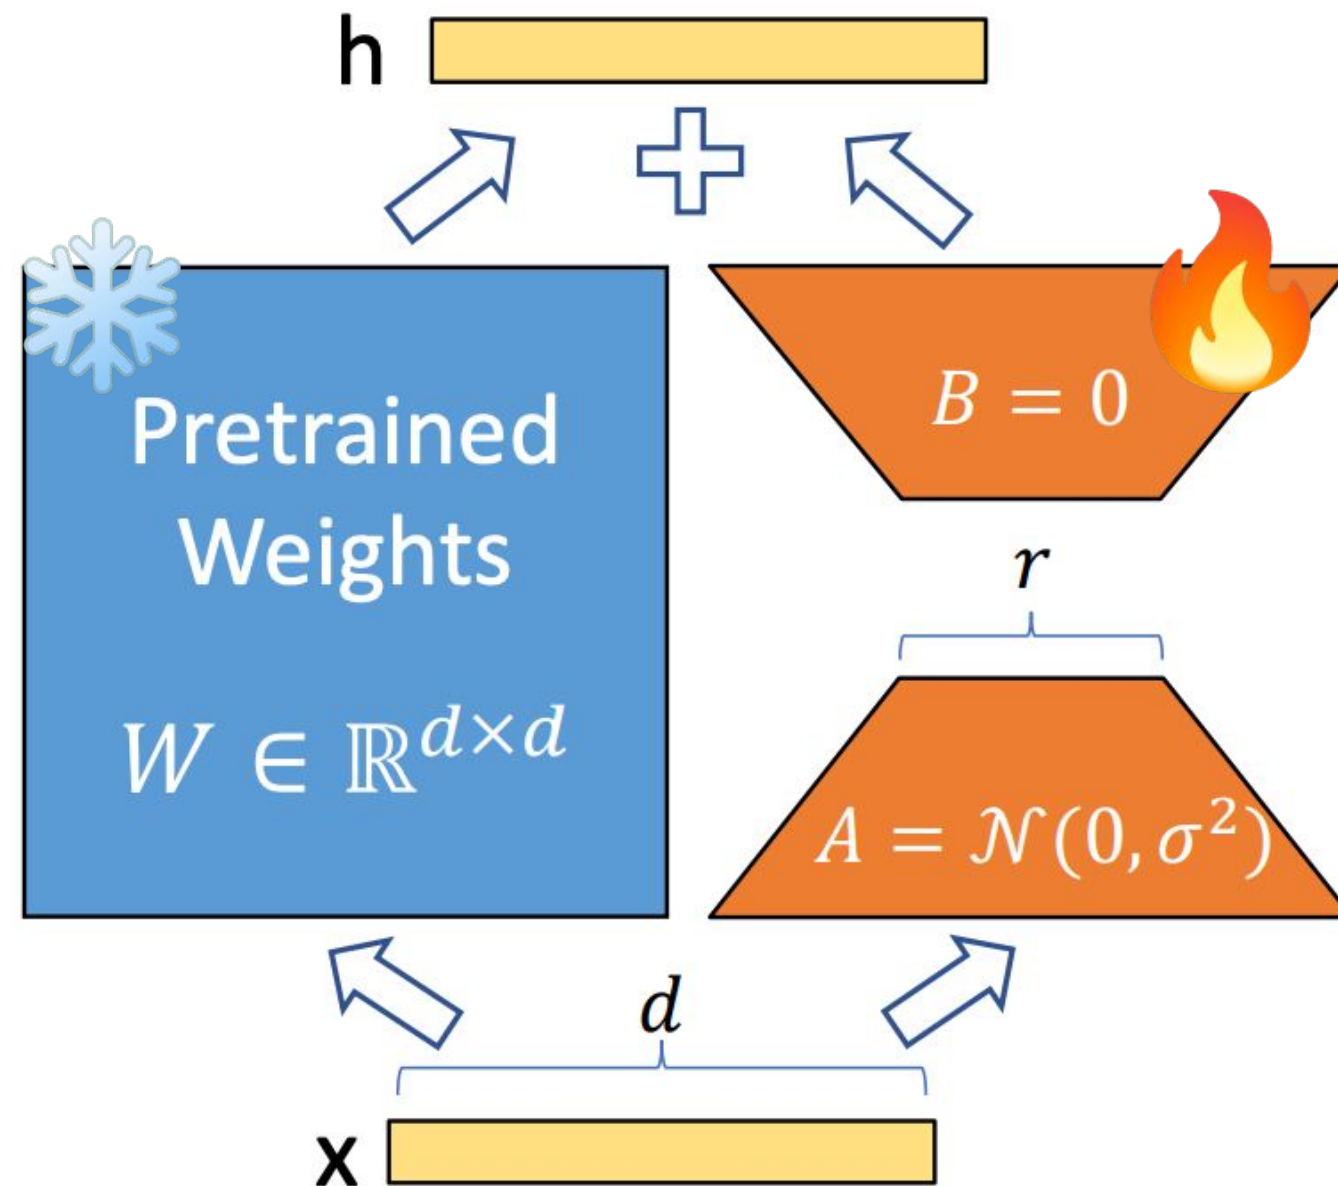 h
Pretrained
Weights
W ∈ ℝ^{d×d}
B = 0
r
A = 𝒩(0, σ²)
d
x